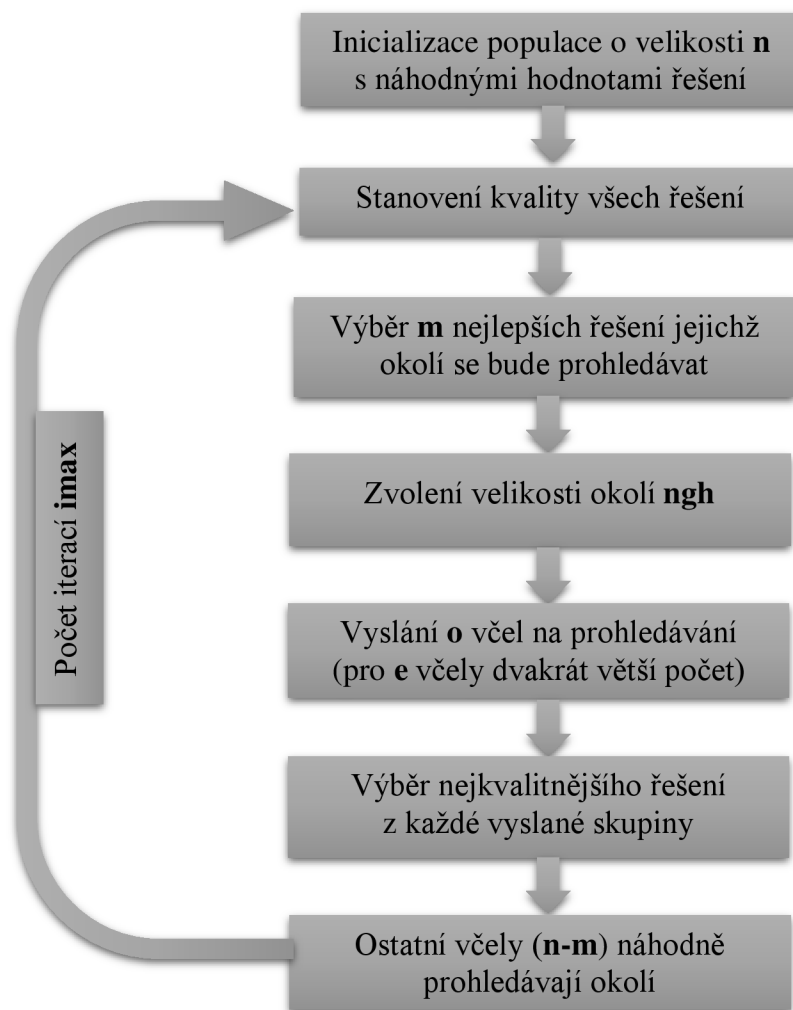 Inicializace populace o velikosti n
s náhodnými hodnotami řešení
Stanovení kvality všech řešení
Výběr m nejlepších řešení jejichž
okolí se bude prohledávat
Zvolení velikosti okolí ngh
Vyslání o včel na prohledávání
(pro e včely dvakrát větší počet)
Výběr nejkvalitnějšího řešení
z každé vyslané skupiny
Ostatní včely (n-m) náhodně
prohledávají okolí
Počet iterací imax